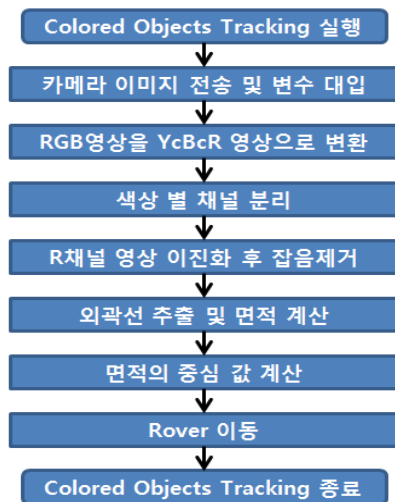 Colored Objects Tracking 실행
카메라 이미지 전송 및 변수 대입
RGB영상을 YcBcR 영상으로 변환
색상 별 채널 분리
R채널 영상 이진화 후 잡음제거
외곽선 추출 및 면적 계산
면적의 중심 값 계산
Rover 이동
Colored Objects Tracking 종료